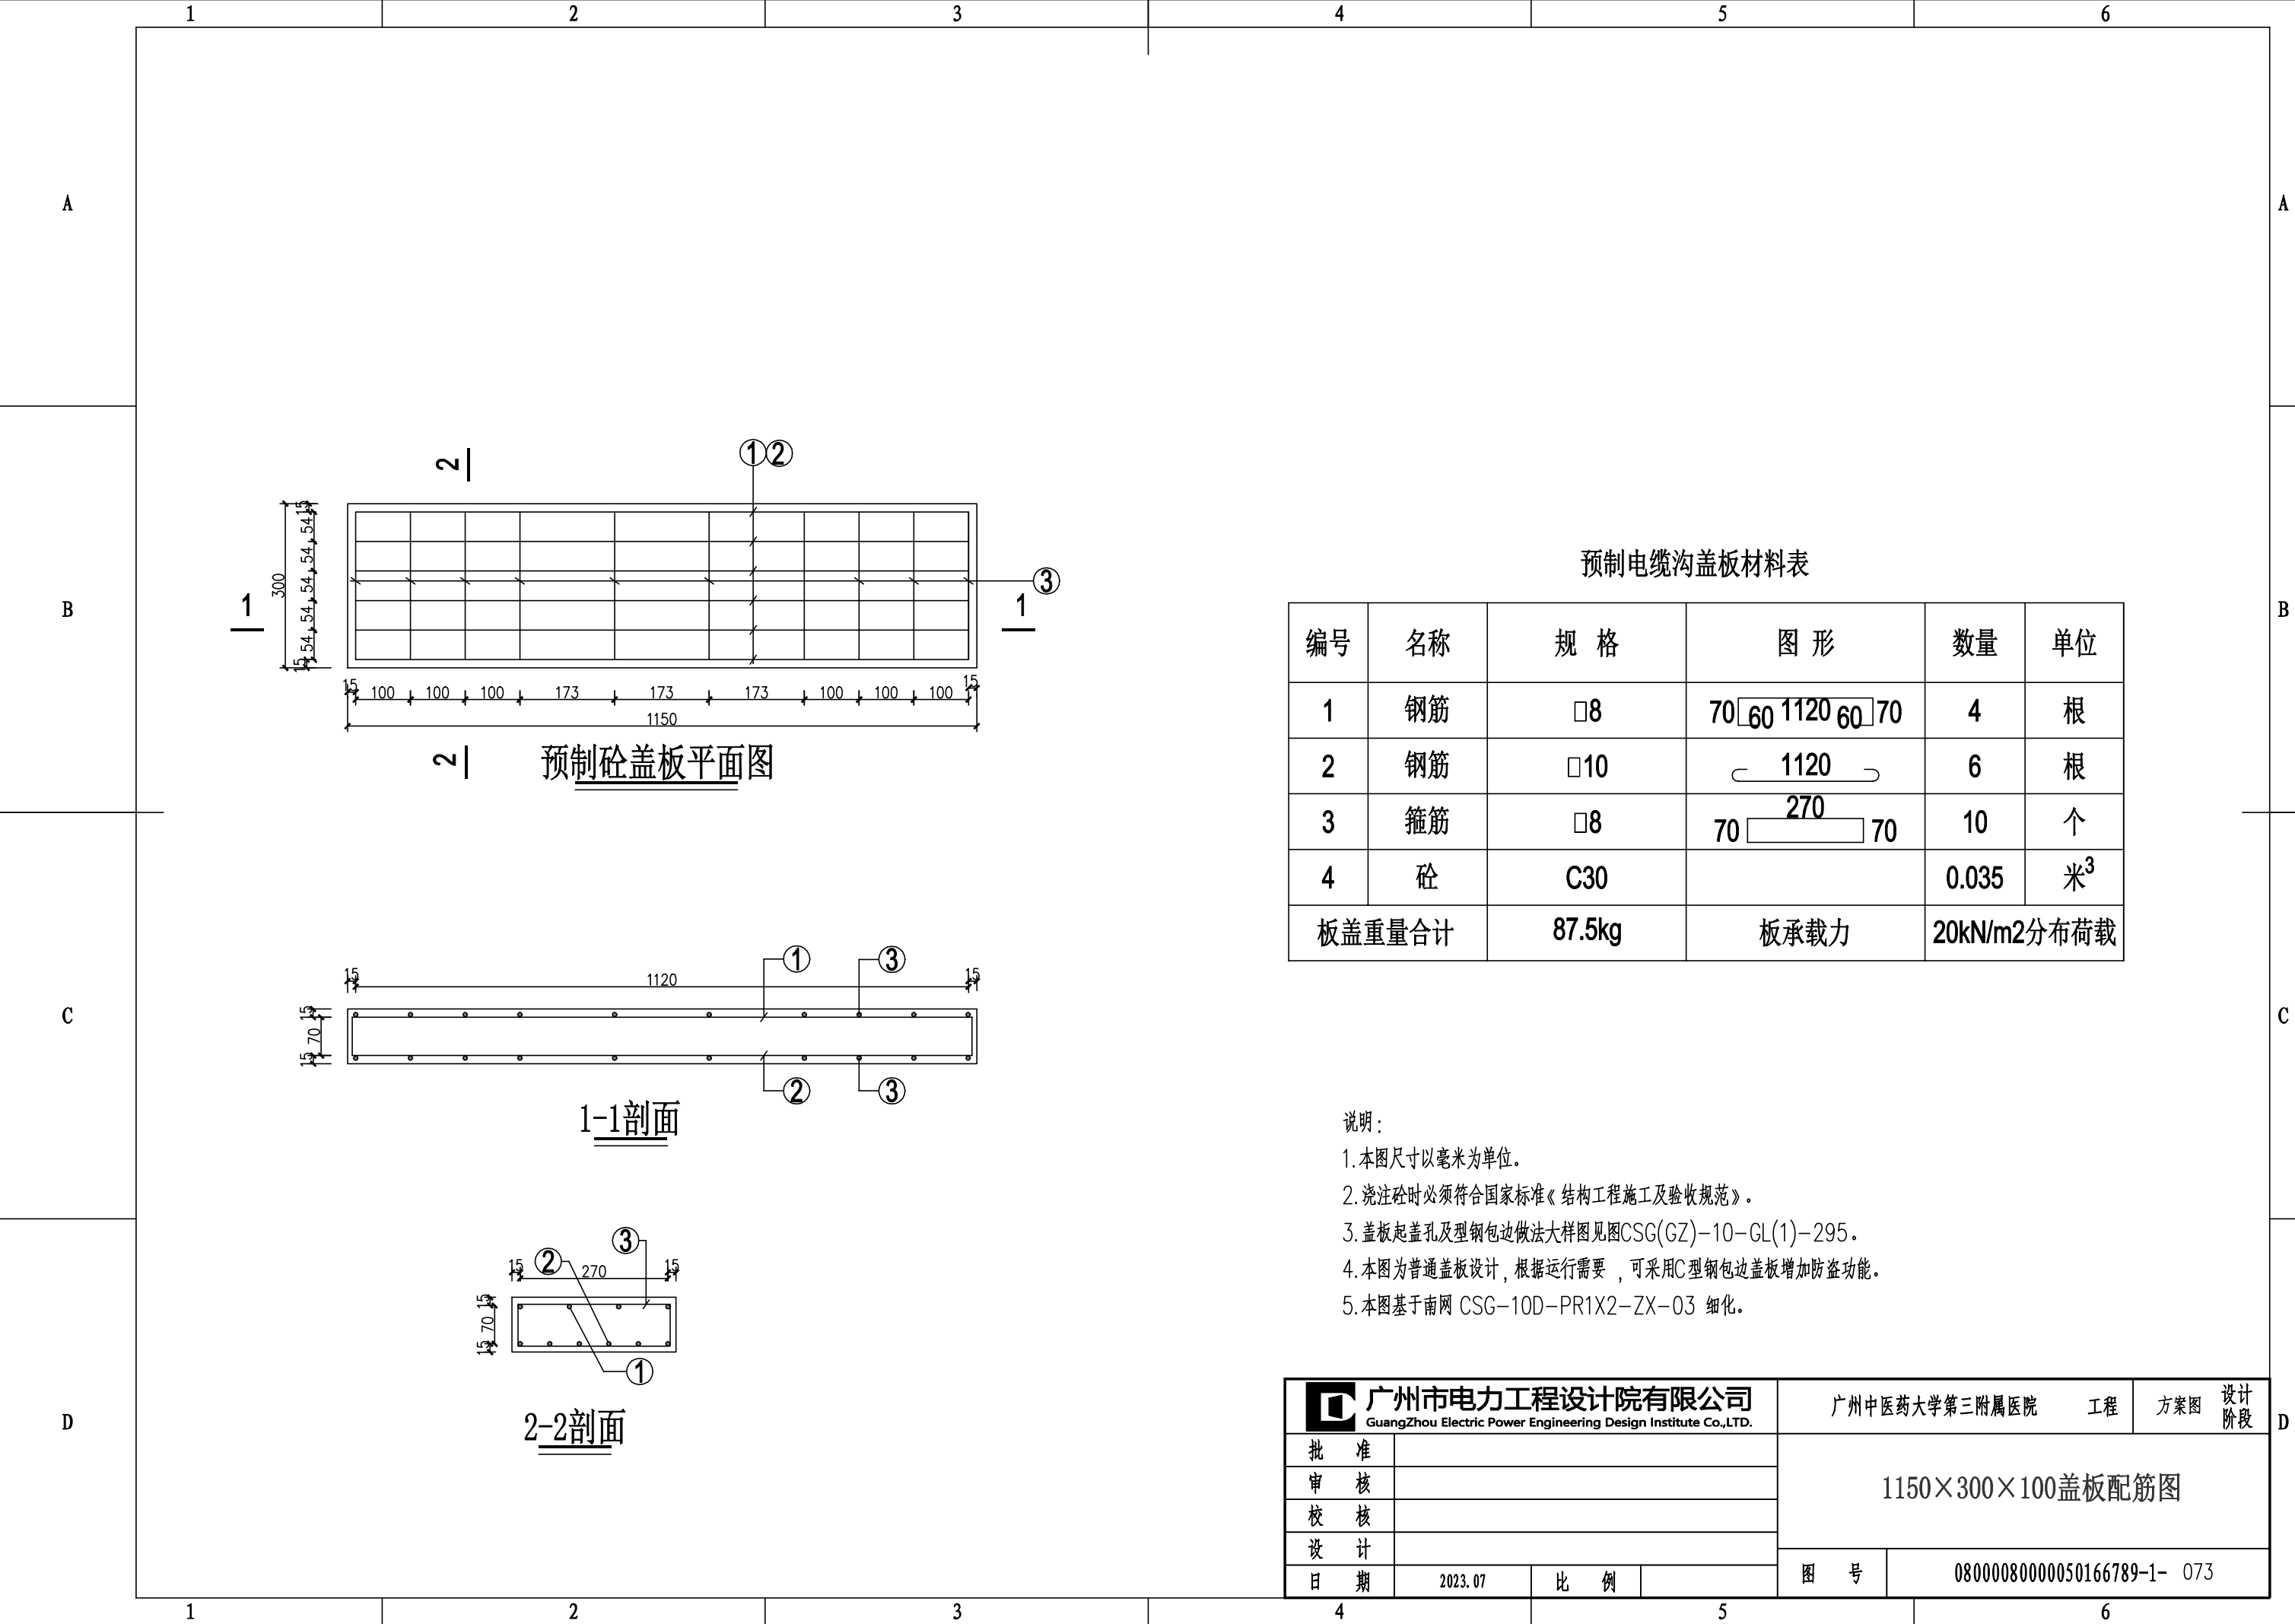 1 2 3 4 5 6
A A
B B
C C
D D
2
① ②
15
54
54
54
54
54
15
300
③
1 1
15 100 100 100 173 173 173 100 100 100 15
1150
2
预制砼盖板平面图
① ③
15 1120 15
15
70
15
② ③
1-1剖面
③
②
15 270 15
15
70
15
①
2-2剖面
预制电缆沟盖板材料表
编号 名称 规 格 图 形 数量 单位
1 钢筋 □8 70 60 1120 60 70 4 根
2 钢筋 □10 1120 6 根
3 箍筋 □8 70 270 70 10 个
4 砼 C30 0.035 米3
板盖重量合计 87.5kg 板承载力 20kN/m2分布荷载
说明:
1.本图尺寸以毫米为单位。
2.浇注砼时必须符合国家标准《结构工程施工及验收规范》。
3.盖板起盖孔及型钢包边做法大样图见图CSG(GZ)-10-GL(1)-295。
4.本图为普通盖板设计,根据运行需要,可采用C型钢包边盖板增加防盗功能。
5.本图基于南网 CSG-10D-PR1X2-ZX-03 细化。
广州市电力工程设计院有限公司
GuangZhou Electric Power Engineering Design Institute Co.,LTD.
广州中医药大学第三附属医院 工程 方案图 设计
阶段
批 准
审 核
校 核
设 计
日 期 2023.07 比 例
1150×300×100盖板配筋图
图 号 08000080000050166789-1- 073
1 2 3 4 5 6